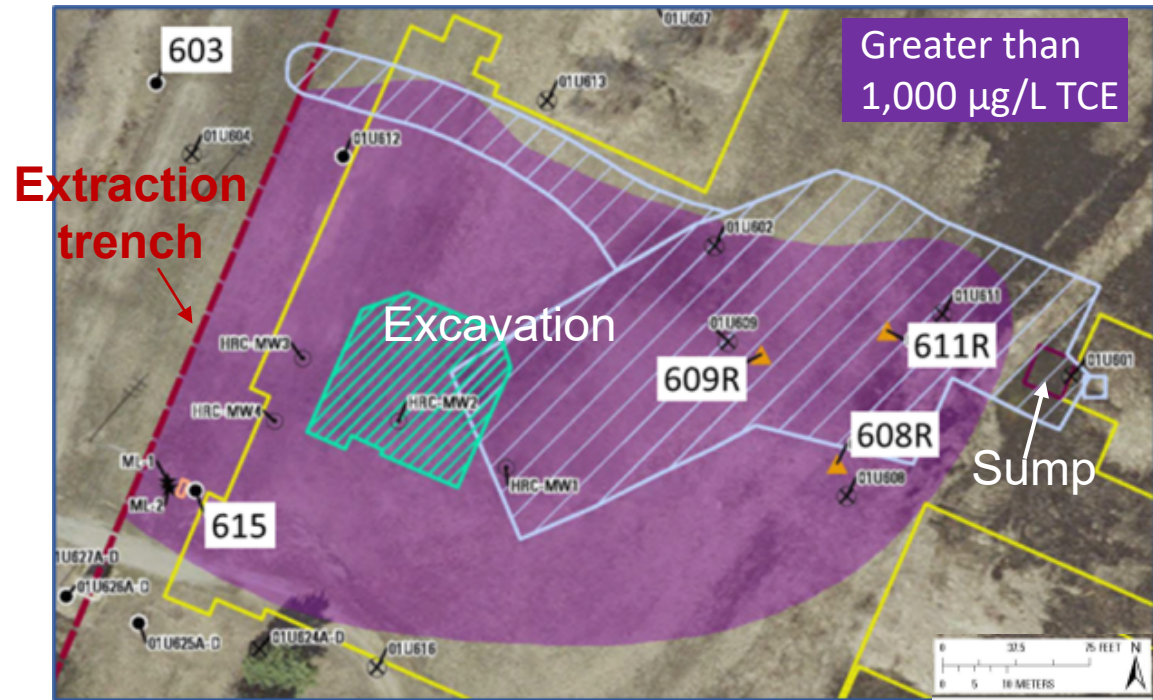 01U607
603
Greater than
1,000 µg/L TCE
01U613
01U604
01U612
Extraction
trench
01U602
01U611
Excavation
01U609
611R
HRC-MW3
609R
01U601
HRC-MW2
HRC-MW4
608R
ML-1
Sump
HRC-MW1
01U608
ML-2
615
1U627A-D
01U626A-D
01U625A-D
01U624A-D
01U616
0 37.5 75 FEET
N
0 5 10 METERS